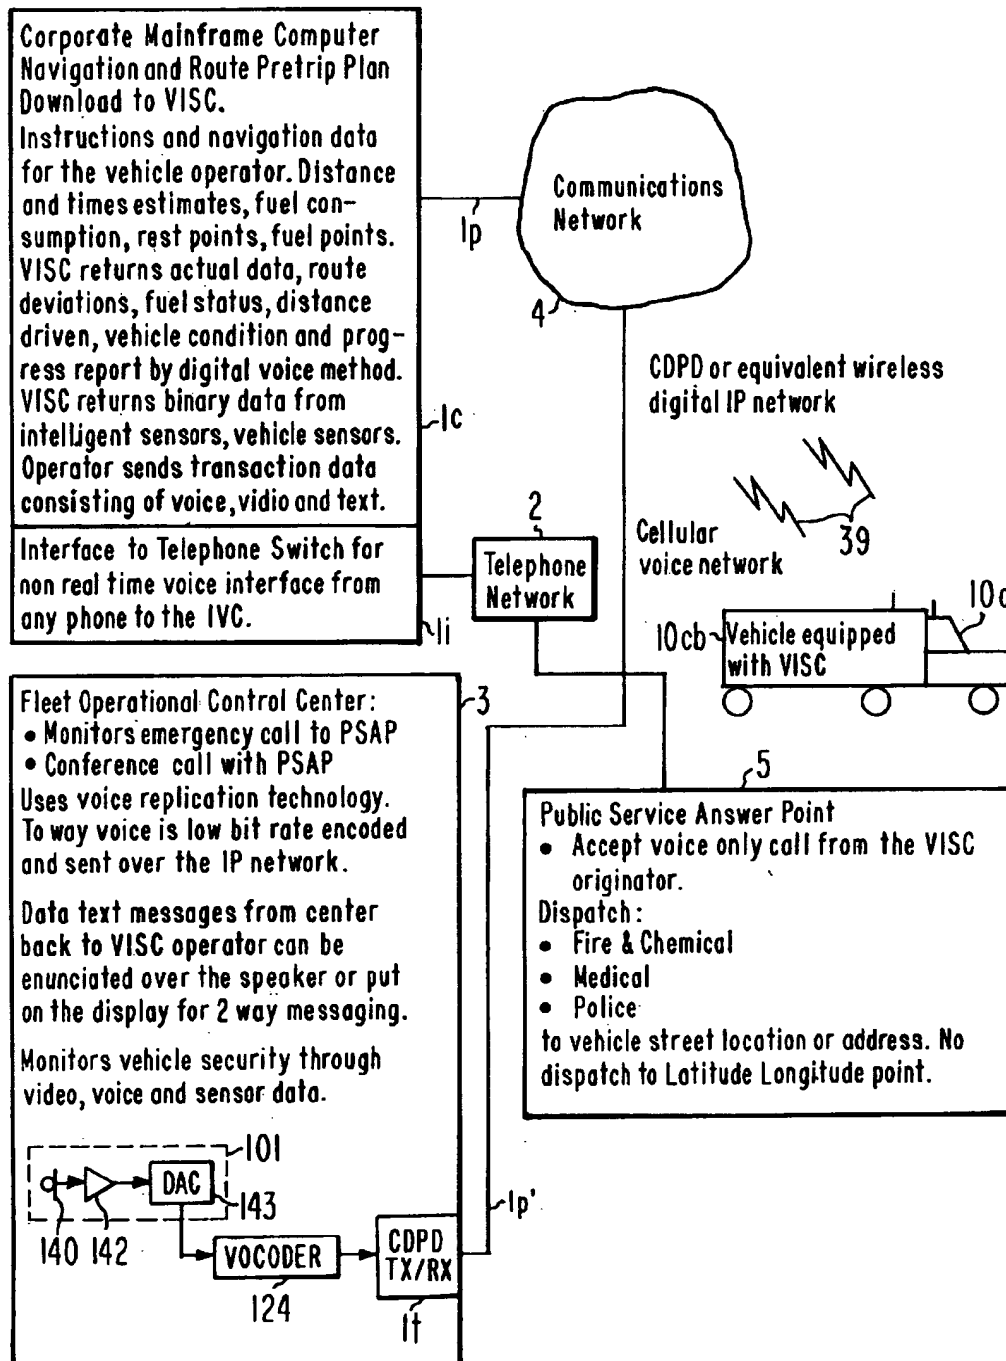 Corporate Mainframe Computer
Navigation and Route Pretrip Plan
Download to VISC.
Instructions and navigation data
for the vehicle operator. Distance
and times estimates, fuel con-
sumption, rest points, fuel points.
VISC returns actual data, route
deviations, fuel status, distance
driven, vehicle condition and prog-
ress report by digital voice method.
VISC returns binary data from
intelligent sensors, vehicle sensors.
Operator sends transaction data
consisting of voice, vidio and text.
1c
Interface to Telephone Switch for
non real time voice interface from
any phone to the IVC.
1i
1p
Communications
Network
4
CDPD or equivalent wireless
digital IP network
39
Cellular
voice network
2
Telephone
Network
10c
10cb
Vehicle equipped
with VISC
3
Fleet Operational Control Center:
• Monitors emergency call to PSAP
• Conference call with PSAP
Uses voice replication technology.
To way voice is low bit rate encoded
and sent over the IP network.
Data text messages from center
back to VISC operator can be
enunciated over the speaker or put
on the display for 2 way messaging.
Monitors vehicle security through
video, voice and sensor data.
101
DAC
140
142
143
VOCODER
124
CDPD
TX/RX
1t
1p'
5
Public Service Answer Point
• Accept voice only call from the VISC
originator.
Dispatch:
• Fire & Chemical
• Medical
• Police
to vehicle street location or address. No
dispatch to Latitude Longitude point.